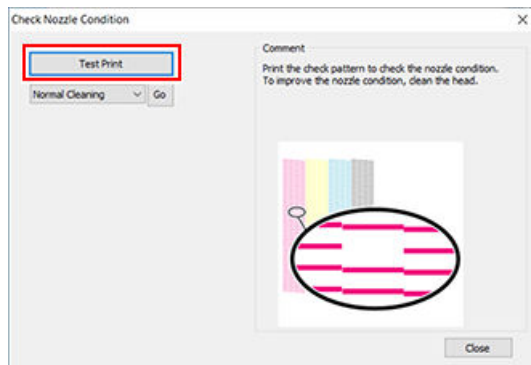 Check Nozzle Condition
Test Print
Normal Cleaning
Go
Comment
Print the check pattern to check the nozzle condition.
To improve the nozzle condition, clean the head.
Close